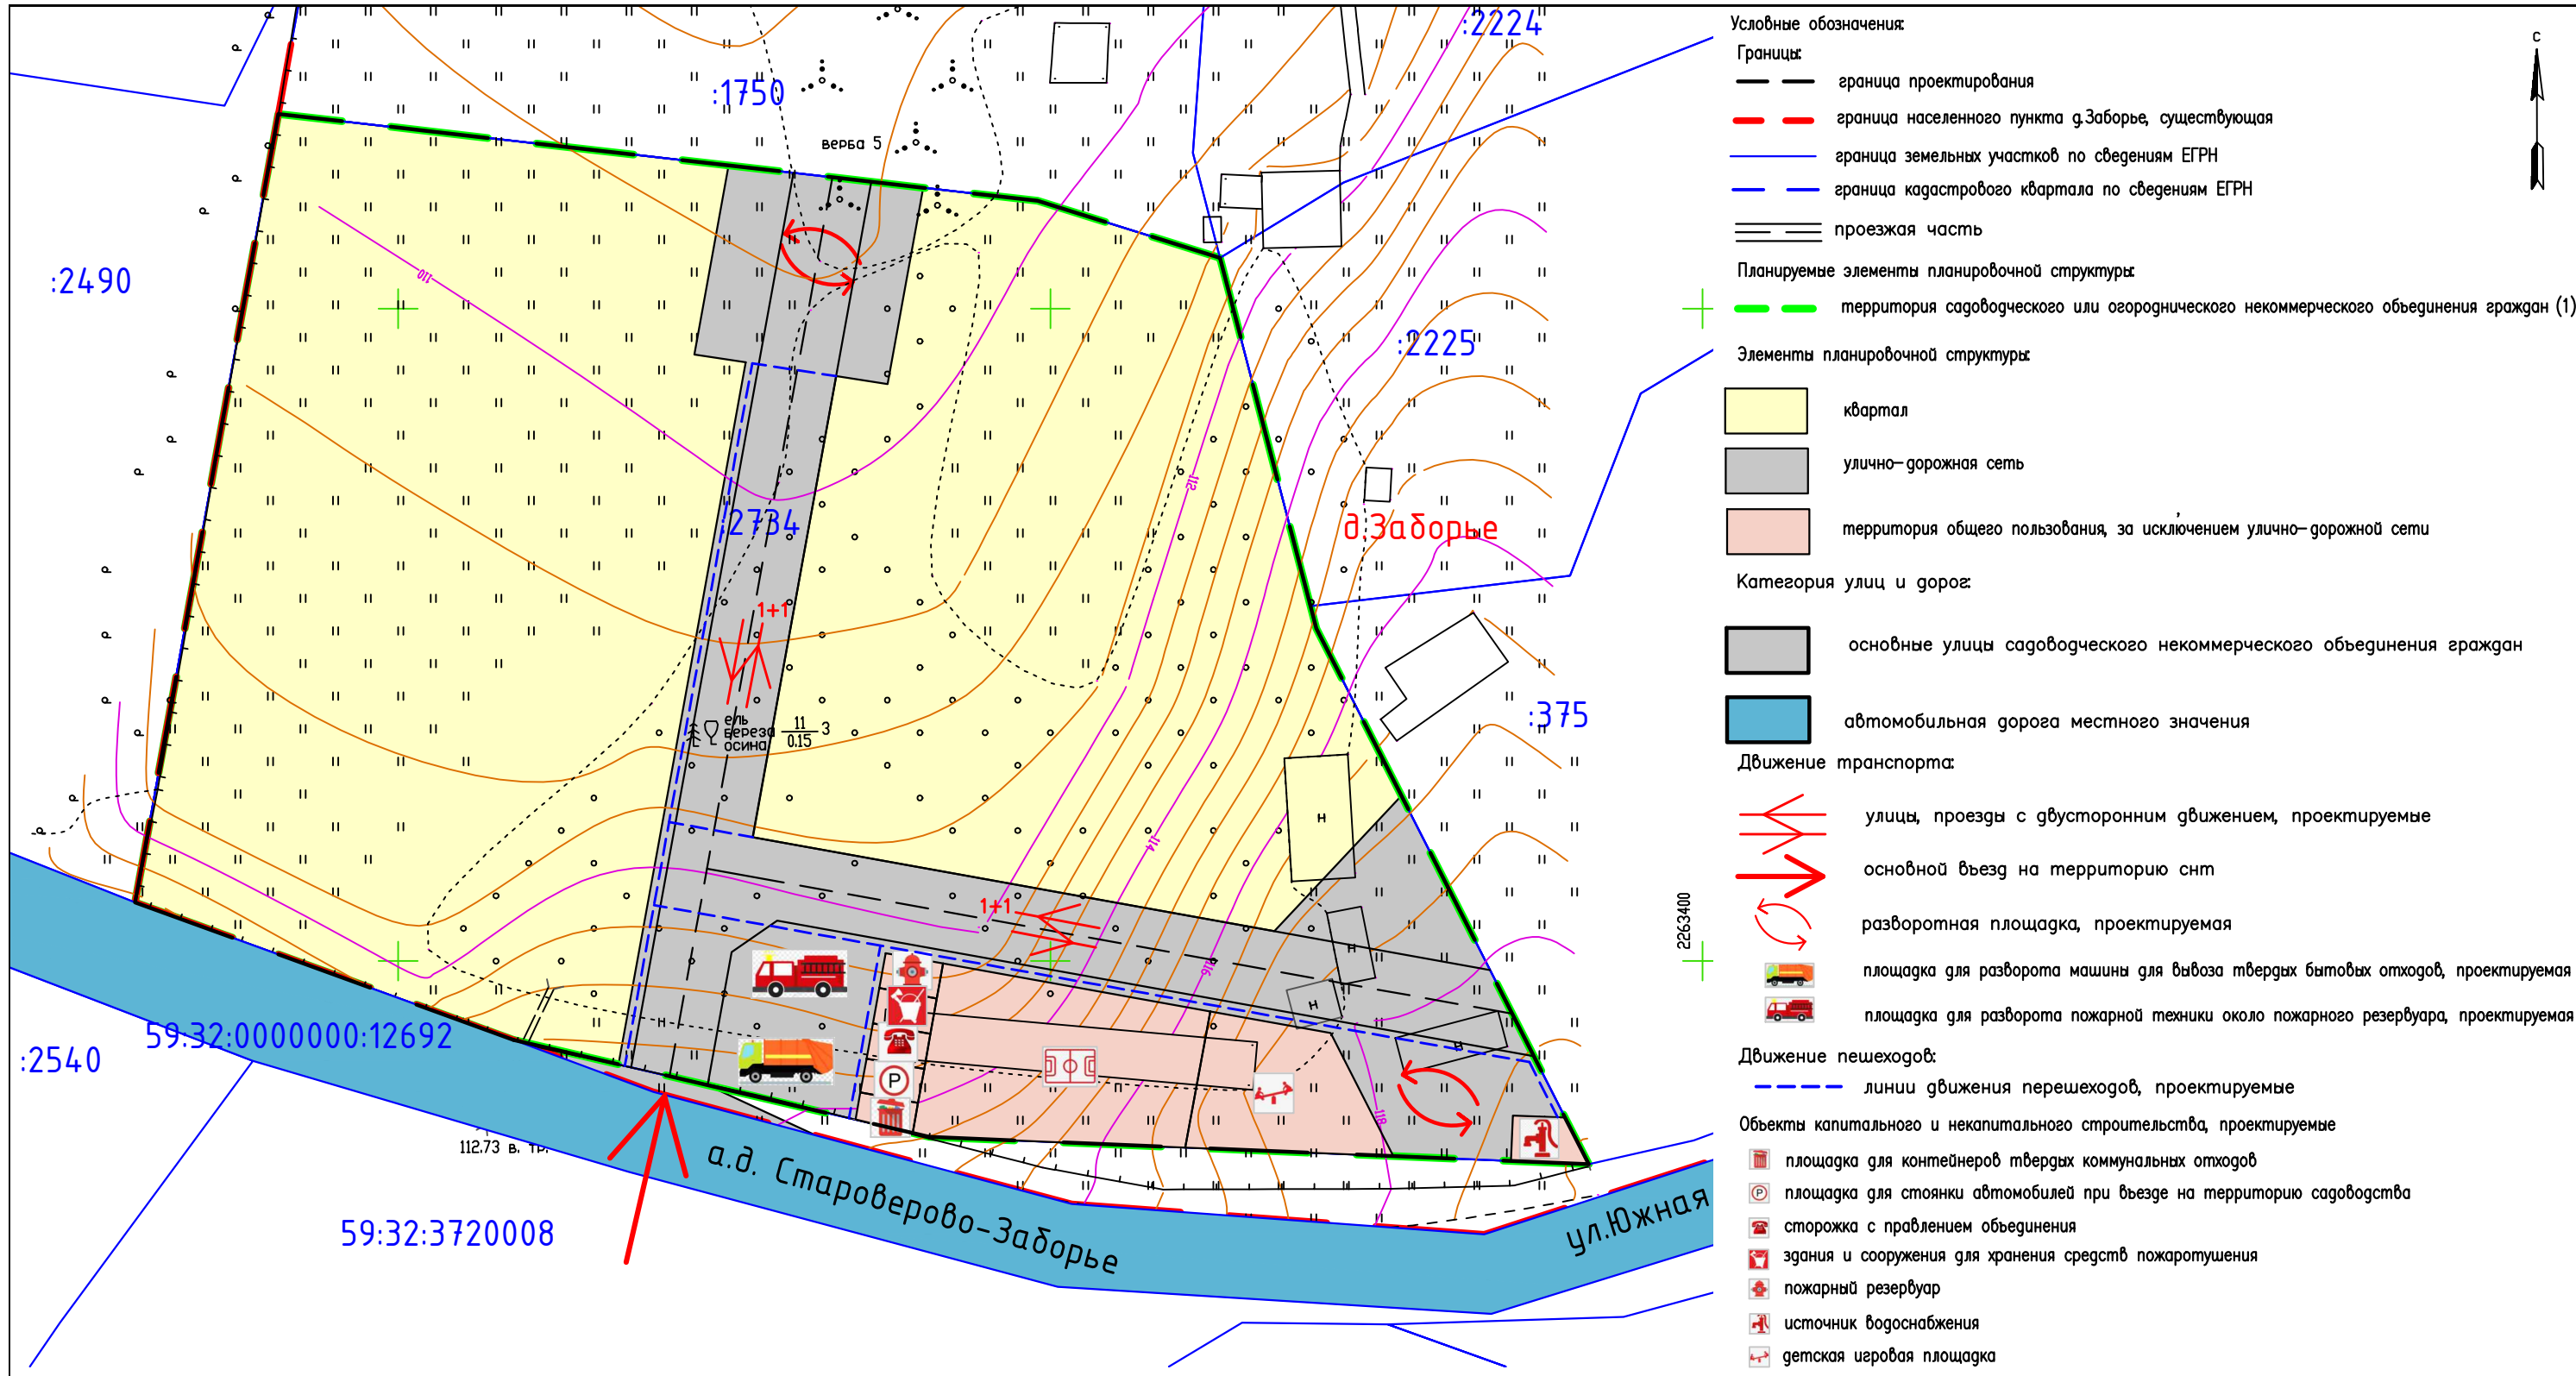 :2224
:1750
верба 5
:2490
110
:2225
112
д.Заборье
:2734
1+1
ель
береза
осина
11
0.15
3
:375
Н
114
1+1
Н
116
Н
Н
118
59:32:0000000:12692
:2540
112.73 в. тр.
P
59:32:3720008
а.д. Староверово-Заборье
ул.Южная
2263400
С
Условные обозначения:
Границы:
граница проектирования
граница населенного пункта д.Заборье, существующая
граница земельных участков по сведениям ЕГРН
граница кадастрового квартала по сведениям ЕГРН
проезжая часть
Планируемые элементы планировочной структуры:
территория садоводческого или огороднического некоммерческого объединения граждан (1)
Элементы планировочной структуры:
квартал
улично-дорожная сеть
территория общего пользования, за исключением улично-дорожной сети
Категория улиц и дорог:
основные улицы садоводческого некоммерческого объединения граждан
автомобильная дорога местного значения
Движение транспорта:
улицы, проезды с двусторонним движением, проектируемые
основной въезд на территорию снт
разворотная площадка, проектируемая
площадка для разворота машины для вывоза твердых бытовых отходов, проектируемая
площадка для разворота пожарной техники около пожарного резервуара, проектируемая
Движение пешеходов:
линии движения перешеходов, проектируемые
Объекты капитального и некапитального строительства, проектируемые
площадка для контейнеров твердых коммунальных отходов
P площадка для стоянки автомобилей при въезде на территорию садоводства
сторожка с правлением объединения
здания и сооружения для хранения средств пожаротушения
пожарный резервуар
источник водоснабжения
детская игровая площадка